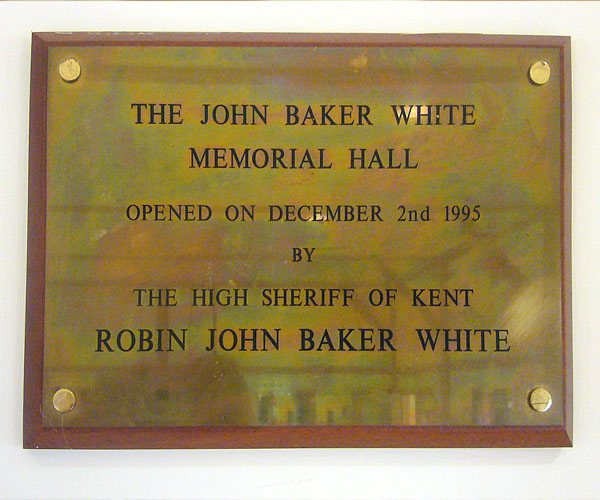 THE JOHN BAKER WHITE
MEMORIAL HALL
OPENED ON DECEMBER 2nd 1995
BY
THE HIGH SHERIFF OF KENT
ROBIN JOHN BAKER WHITE